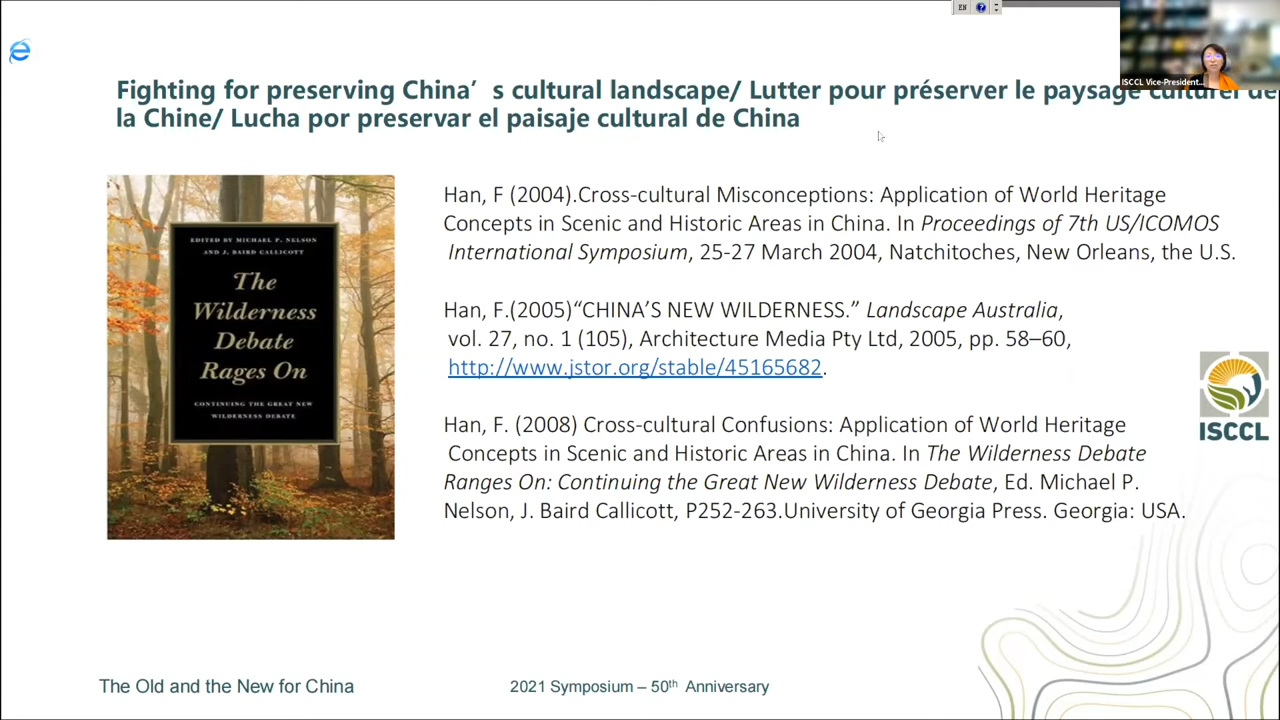 EN
ISCCL Vice-President...
Fighting for preserving China’s cultural landscape/ Lutter pour préserver le paysage culturel de
la Chine/ Lucha por preservar el paisaje cultural de China
EDITED BY MICHAEL P. NELSON
AND J. BAIRD CALLICOTT
The
Wilderness
Debate
Rages On
CONTINUING THE GREAT NEW
WILDERNESS DEBATE
Han, F (2004).Cross-cultural Misconceptions: Application of World Heritage
Concepts in Scenic and Historic Areas in China. In Proceedings of 7th US/ICOMOS
International Symposium, 25-27 March 2004, Natchitoches, New Orleans, the U.S.
Han, F.(2005)“CHINA’S NEW WILDERNESS.” Landscape Australia,
vol. 27, no. 1 (105), Architecture Media Pty Ltd, 2005, pp. 58–60,
http://www.jstor.org/stable/45165682.
Han, F. (2008) Cross-cultural Confusions: Application of World Heritage
Concepts in Scenic and Historic Areas in China. In The Wilderness Debate
Ranges On: Continuing the Great New Wilderness Debate, Ed. Michael P.
Nelson, J. Baird Callicott, P252-263.University of Georgia Press. Georgia: USA.
ISCCL
The Old and the New for China
2021 Symposium – 50th Anniversary